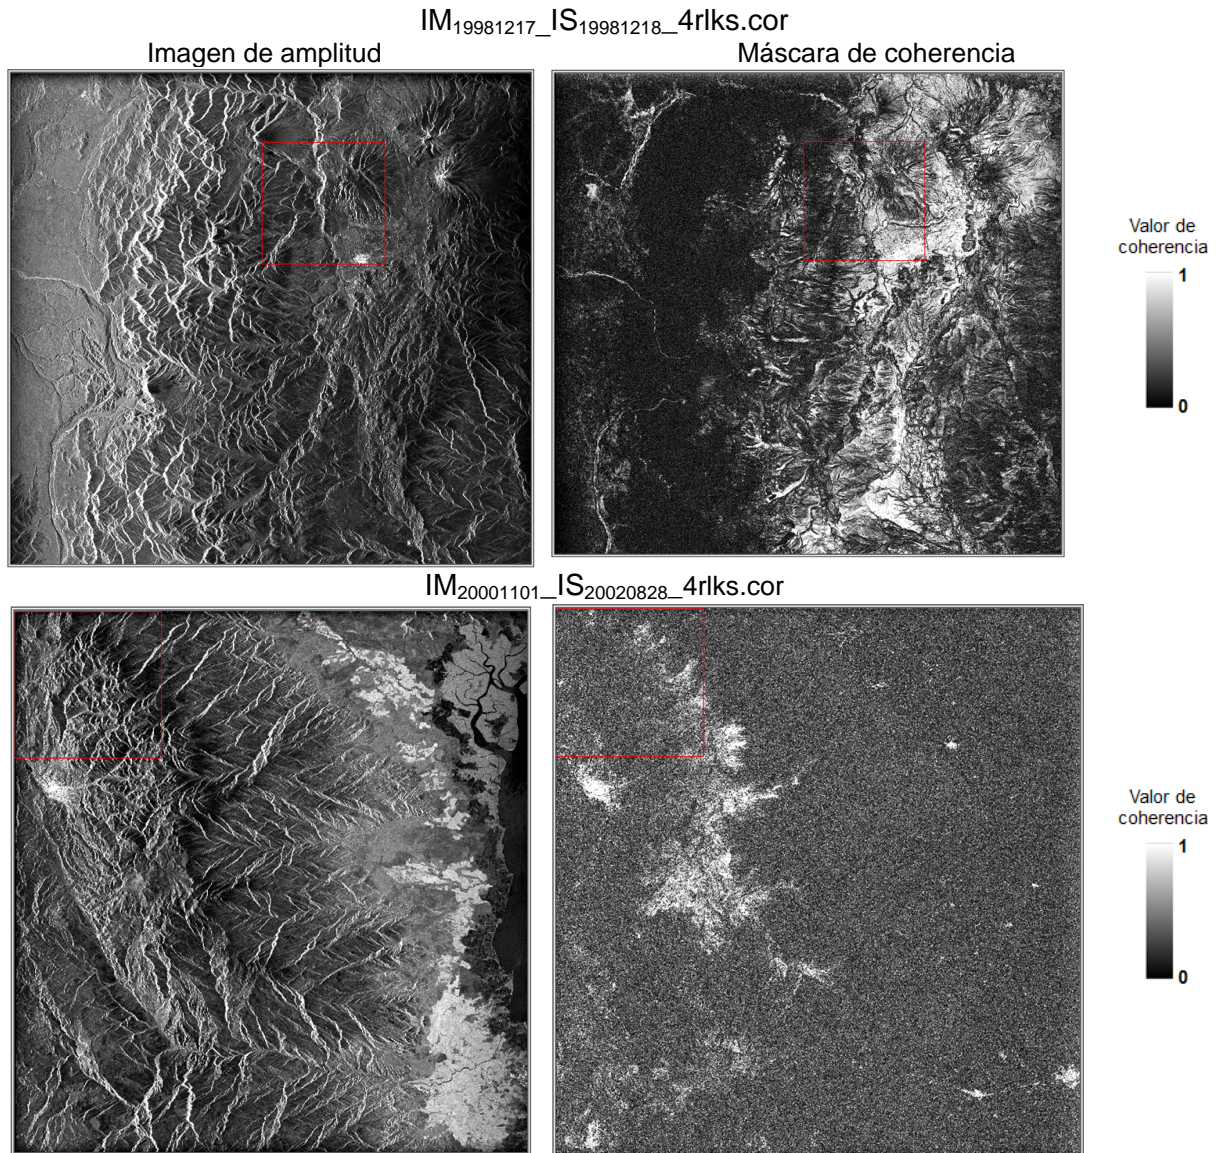 IM19981217_IS19981218_4rlks.cor
Imagen de amplitud
Máscara de coherencia
Valor de
coherencia
1
0
IM20001101_IS20020828_4rlks.cor
Valor de
coherencia
1
0